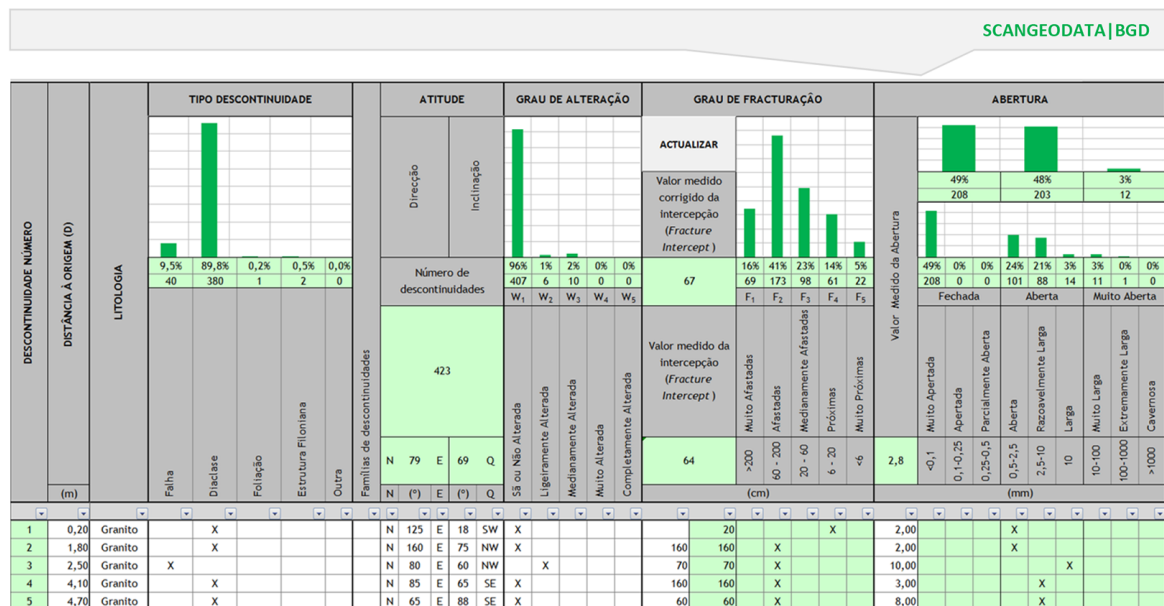 SCANGEODATA|BGD
DESCONTINUIDADE NÚMERO
DISTÂNCIA À ORIGEM (D)
(m)
LITOLOGIA
TIPO DESCONTINUIDADE
9,5% 89,8% 0,2% 0,5% 0,0%
40 380 1 2 0
Falha
Diaclase
Foliação
Estrutura Filoniana
Outra
Famílias de descontinuidades
ATITUDE
Direcção
Inclinação
Número de
descontinuidades
423
N 79 E 69 Q
N (º) E (º) Q
GRAU DE ALTERAÇÃO
96% 1% 2% 0% 0%
407 6 10 0 0
W1 W2 W3 W4 W5
Sã ou Não Alterada
Ligeiramente Alterada
Medianamente Alterada
Muito Alterada
Completamente Alterada
GRAU DE FRACTURAÇÃO
ACTUALIZAR
Valor medido
corrigido da
intercepção
(Fracture
Intercept )
67
Valor medido da
intercepção
(Fracture
Intercept )
64
16% 41% 23% 14% 5%
69 173 98 61 22
F1 F2 F3 F4 F5
Muito Afastadas
Afastadas
Medianamente Afastadas
Próximas
Muito Próximas
>200
60 - 200
20 - 60
6 - 20
<6
(cm)
ABERTURA
Valor Medido da Abertura
2,8
49% 48% 3%
208 203 12
49% 0% 0% 24% 21% 3% 3% 0% 0%
208 0 0 101 88 14 11 1 0
Fechada Aberta Muito Aberta
Muito Apertada
Apertada
Parcialmente Aberta
Aberta
Razoavelmente Larga
Larga
Muito Larga
Extremamente Larga
Cavernosa
<0,1
0,1-0,25
0,25-0,5
0,5-2,5
2,5-10
10
10-100
100-1000
>1000
(mm)
1 0,20 Granito X N 125 E 18 SW X 20 X 2,00 X
2 1,80 Granito X N 160 E 75 NW X 160 160 X 2,00 X
3 2,50 Granito X N 80 E 60 NW X 70 70 X 10,00 X
4 4,10 Granito X N 85 E 65 SE X 160 160 X 3,00 X
5 4,70 Granito X N 65 E 88 SE X 60 60 X 8,00 X